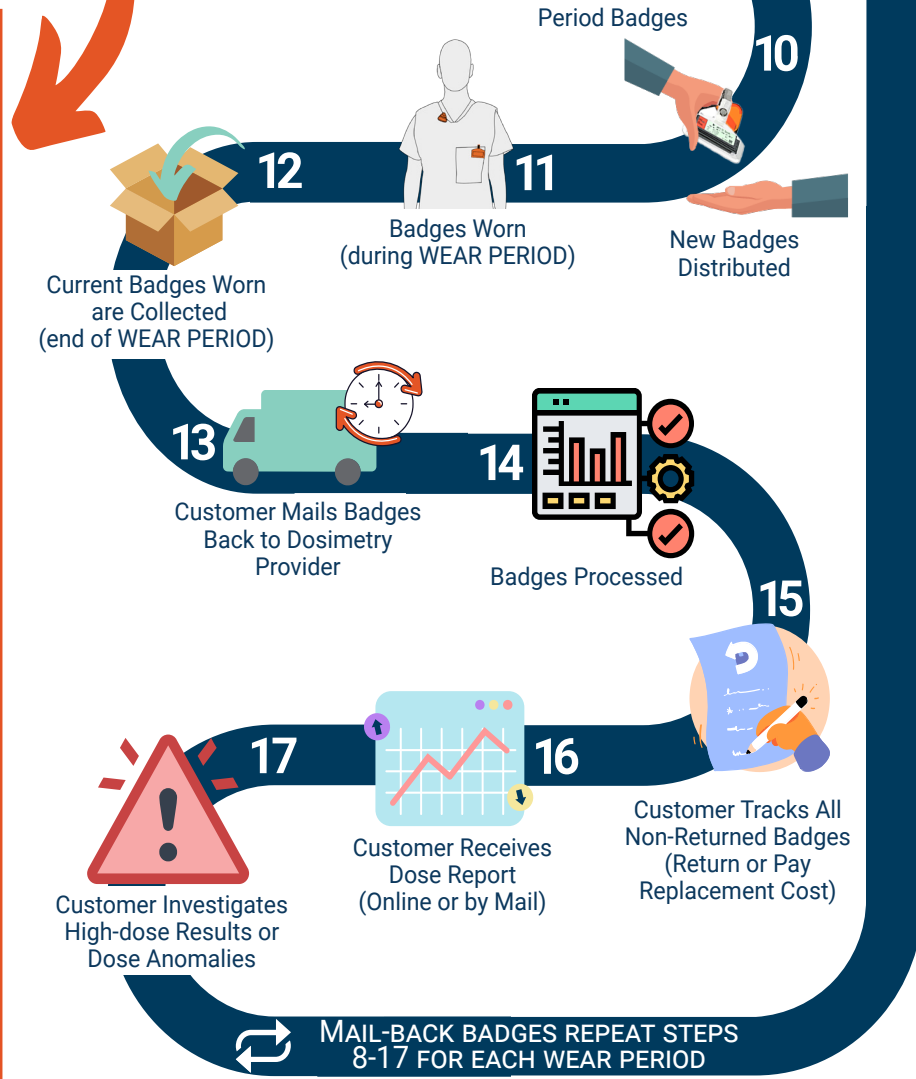 Period Badges
10
New Badges
Distributed
11
Badges Worn
(during WEAR PERIOD)
12
Current Badges Worn
are Collected
(end of WEAR PERIOD)
13
Customer Mails Badges
Back to Dosimetry
Provider
14
Badges Processed
15
Customer Tracks All
Non-Returned Badges
(Return or Pay
Replacement Cost)
16
Customer Receives
Dose Report
(Online or by Mail)
17
Customer Investigates
High-dose Results or
Dose Anomalies
MAIL-BACK BADGES REPEAT STEPS
8-17 FOR EACH WEAR PERIOD